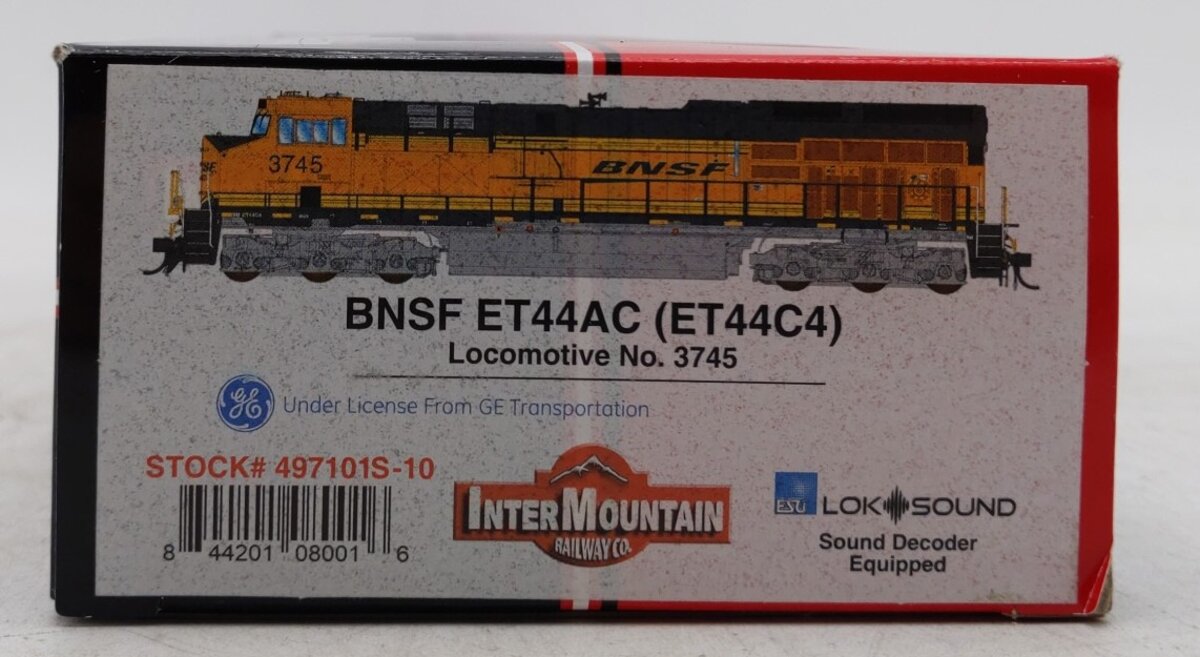 3745
BNSF
BNSF ET44AC (ET44C4)
Locomotive No. 3745
GE Under License From GE Transportation
STOCK# 497101S-10
8 44201 08001 6
INTERMOUNTAIN
RAILWAY CO.
ESU LOKSOUND
Sound Decoder
Equipped